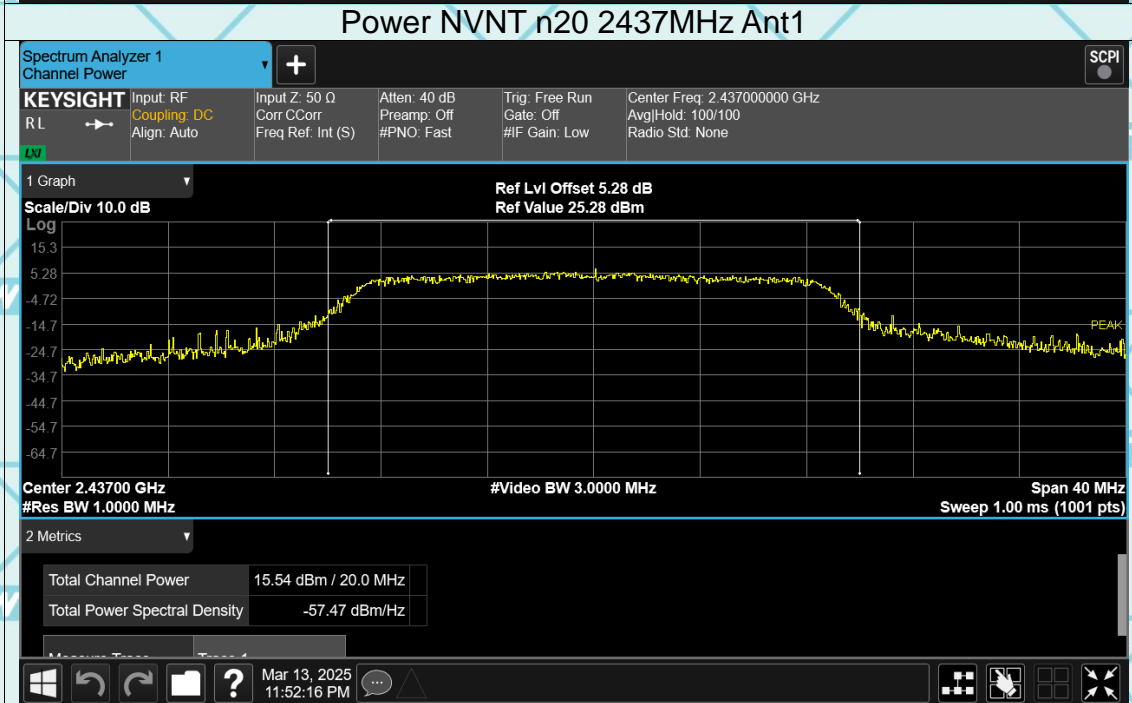 Power NVNT n20 2437MHz Ant1
Spectrum Analyzer 1
Channel Power
+
SCPI
KEYSIGHT
R L
LXI
Input: RF
Coupling: DC
Align: Auto
Input Z: 50 Ω
Corr CCorr
Freq Ref: Int (S)
Atten: 40 dB
Preamp: Off
#PNO: Fast
Trig: Free Run
Gate: Off
#IF Gain: Low
Center Freq: 2.437000000 GHz
Avg|Hold: 100/100
Radio Std: None
1 Graph
Scale/Div 10.0 dB
Ref Lvl Offset 5.28 dB
Ref Value 25.28 dBm
Log
15.3
5.28
-4.72
-14.7
-24.7
-34.7
-44.7
-54.7
-64.7
PEAK
Center 2.43700 GHz
#Video BW 3.0000 MHz
Span 40 MHz
#Res BW 1.0000 MHz
Sweep 1.00 ms (1001 pts)
2 Metrics
Total Channel Power 15.54 dBm / 20.0 MHz
Total Power Spectral Density -57.47 dBm/Hz
?
Mar 13, 2025
11:52:16 PM